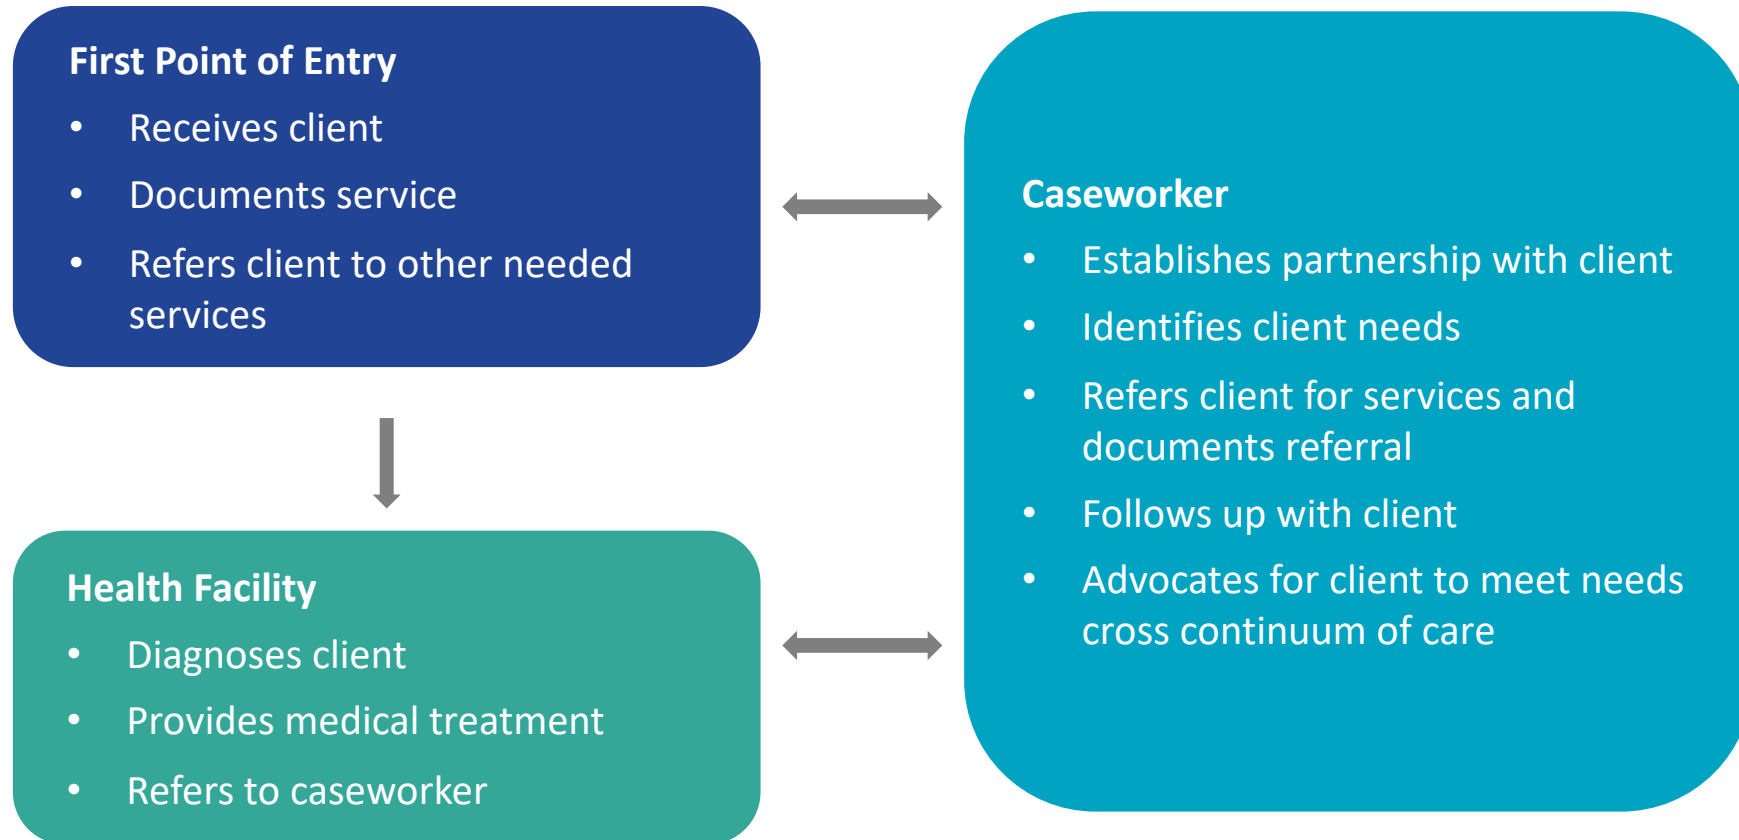 First Point of Entry
• Receives client
• Documents service
• Refers client to other needed
services
Health Facility
• Diagnoses client
• Provides medical treatment
• Refers to caseworker
Caseworker
• Establishes partnership with client
• Identifies client needs
• Refers client for services and
documents referral
• Follows up with client
• Advocates for client to meet needs
cross continuum of care